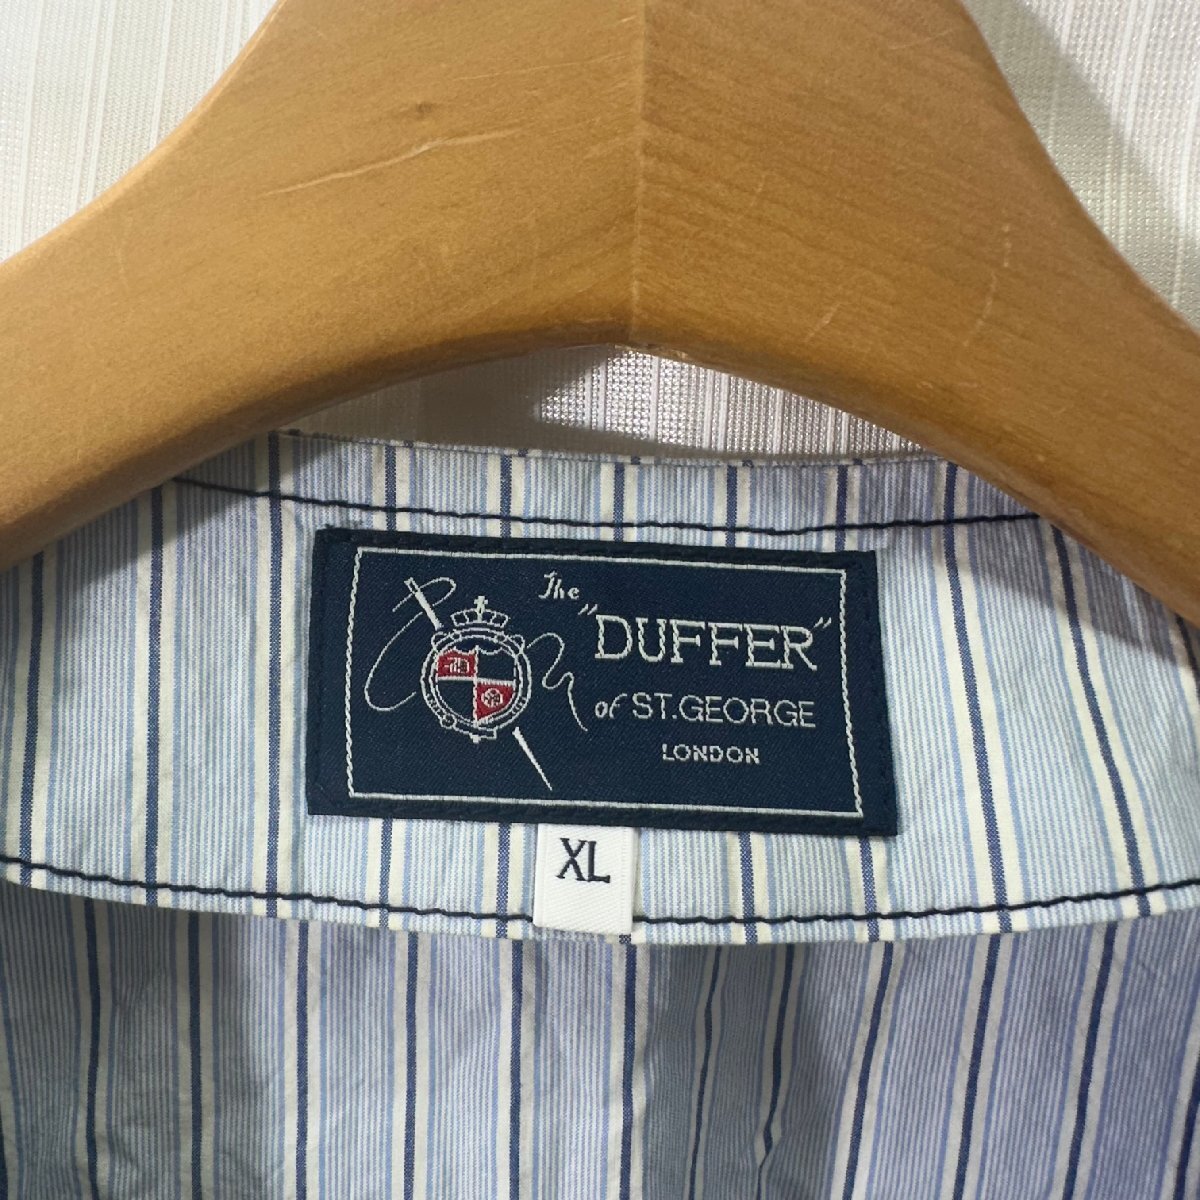 The
"DUFFER"
of ST.GEORGE
LONDON
XL